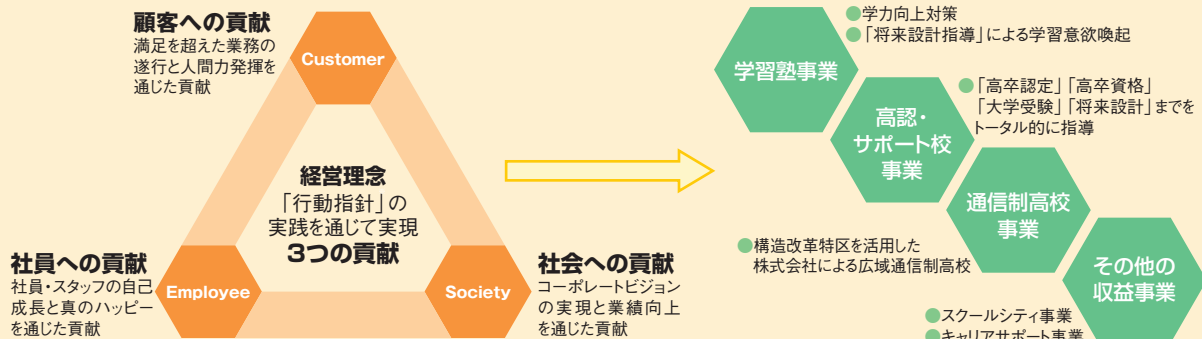 顧客への貢献
満足を超えた業務の
遂行と人間力発揮を
通じた貢献
Customer
経営理念
「行動指針」の
実践を通じて実現
3つの貢献
社員への貢献
社員・スタッフの自己
成長と真のハッピー
を通じた貢献
Employee
Society
社会への貢献
コーポレートビジョン
の実現と業績向上
を通じた貢献
学習塾事業
●学力向上対策
●「将来設計指導」による学習意欲喚起
高認・
サポート校
事業
●「高卒認定」「高卒資格」
「大学受験」「将来設計」までを
トータル的に指導
通信制高校
事業
●構造改革特区を活用した
株式会社による広域通信制高校
その他の
収益事業
●スクールシティ事業
●キャリアサポート事業